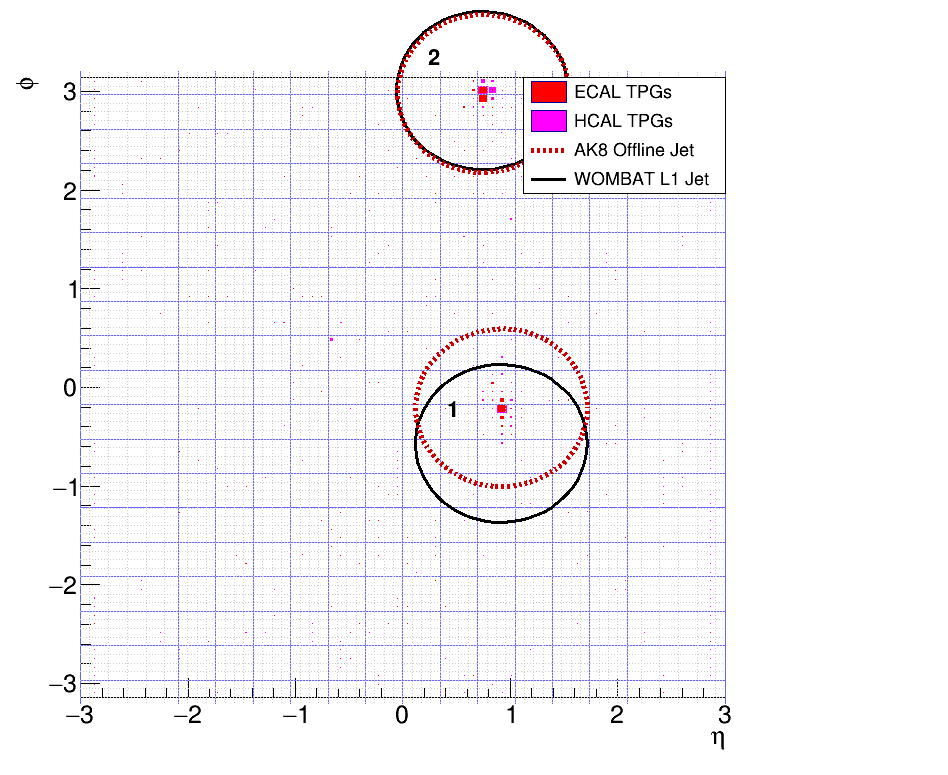 2
ϕ
3
ECAL TPGs
HCAL TPGs
AK8 Offline Jet
2
WOMBAT L1 Jet
1
0
1
−1
−2
−3
−3 −2 −1 0 1 2 3
η